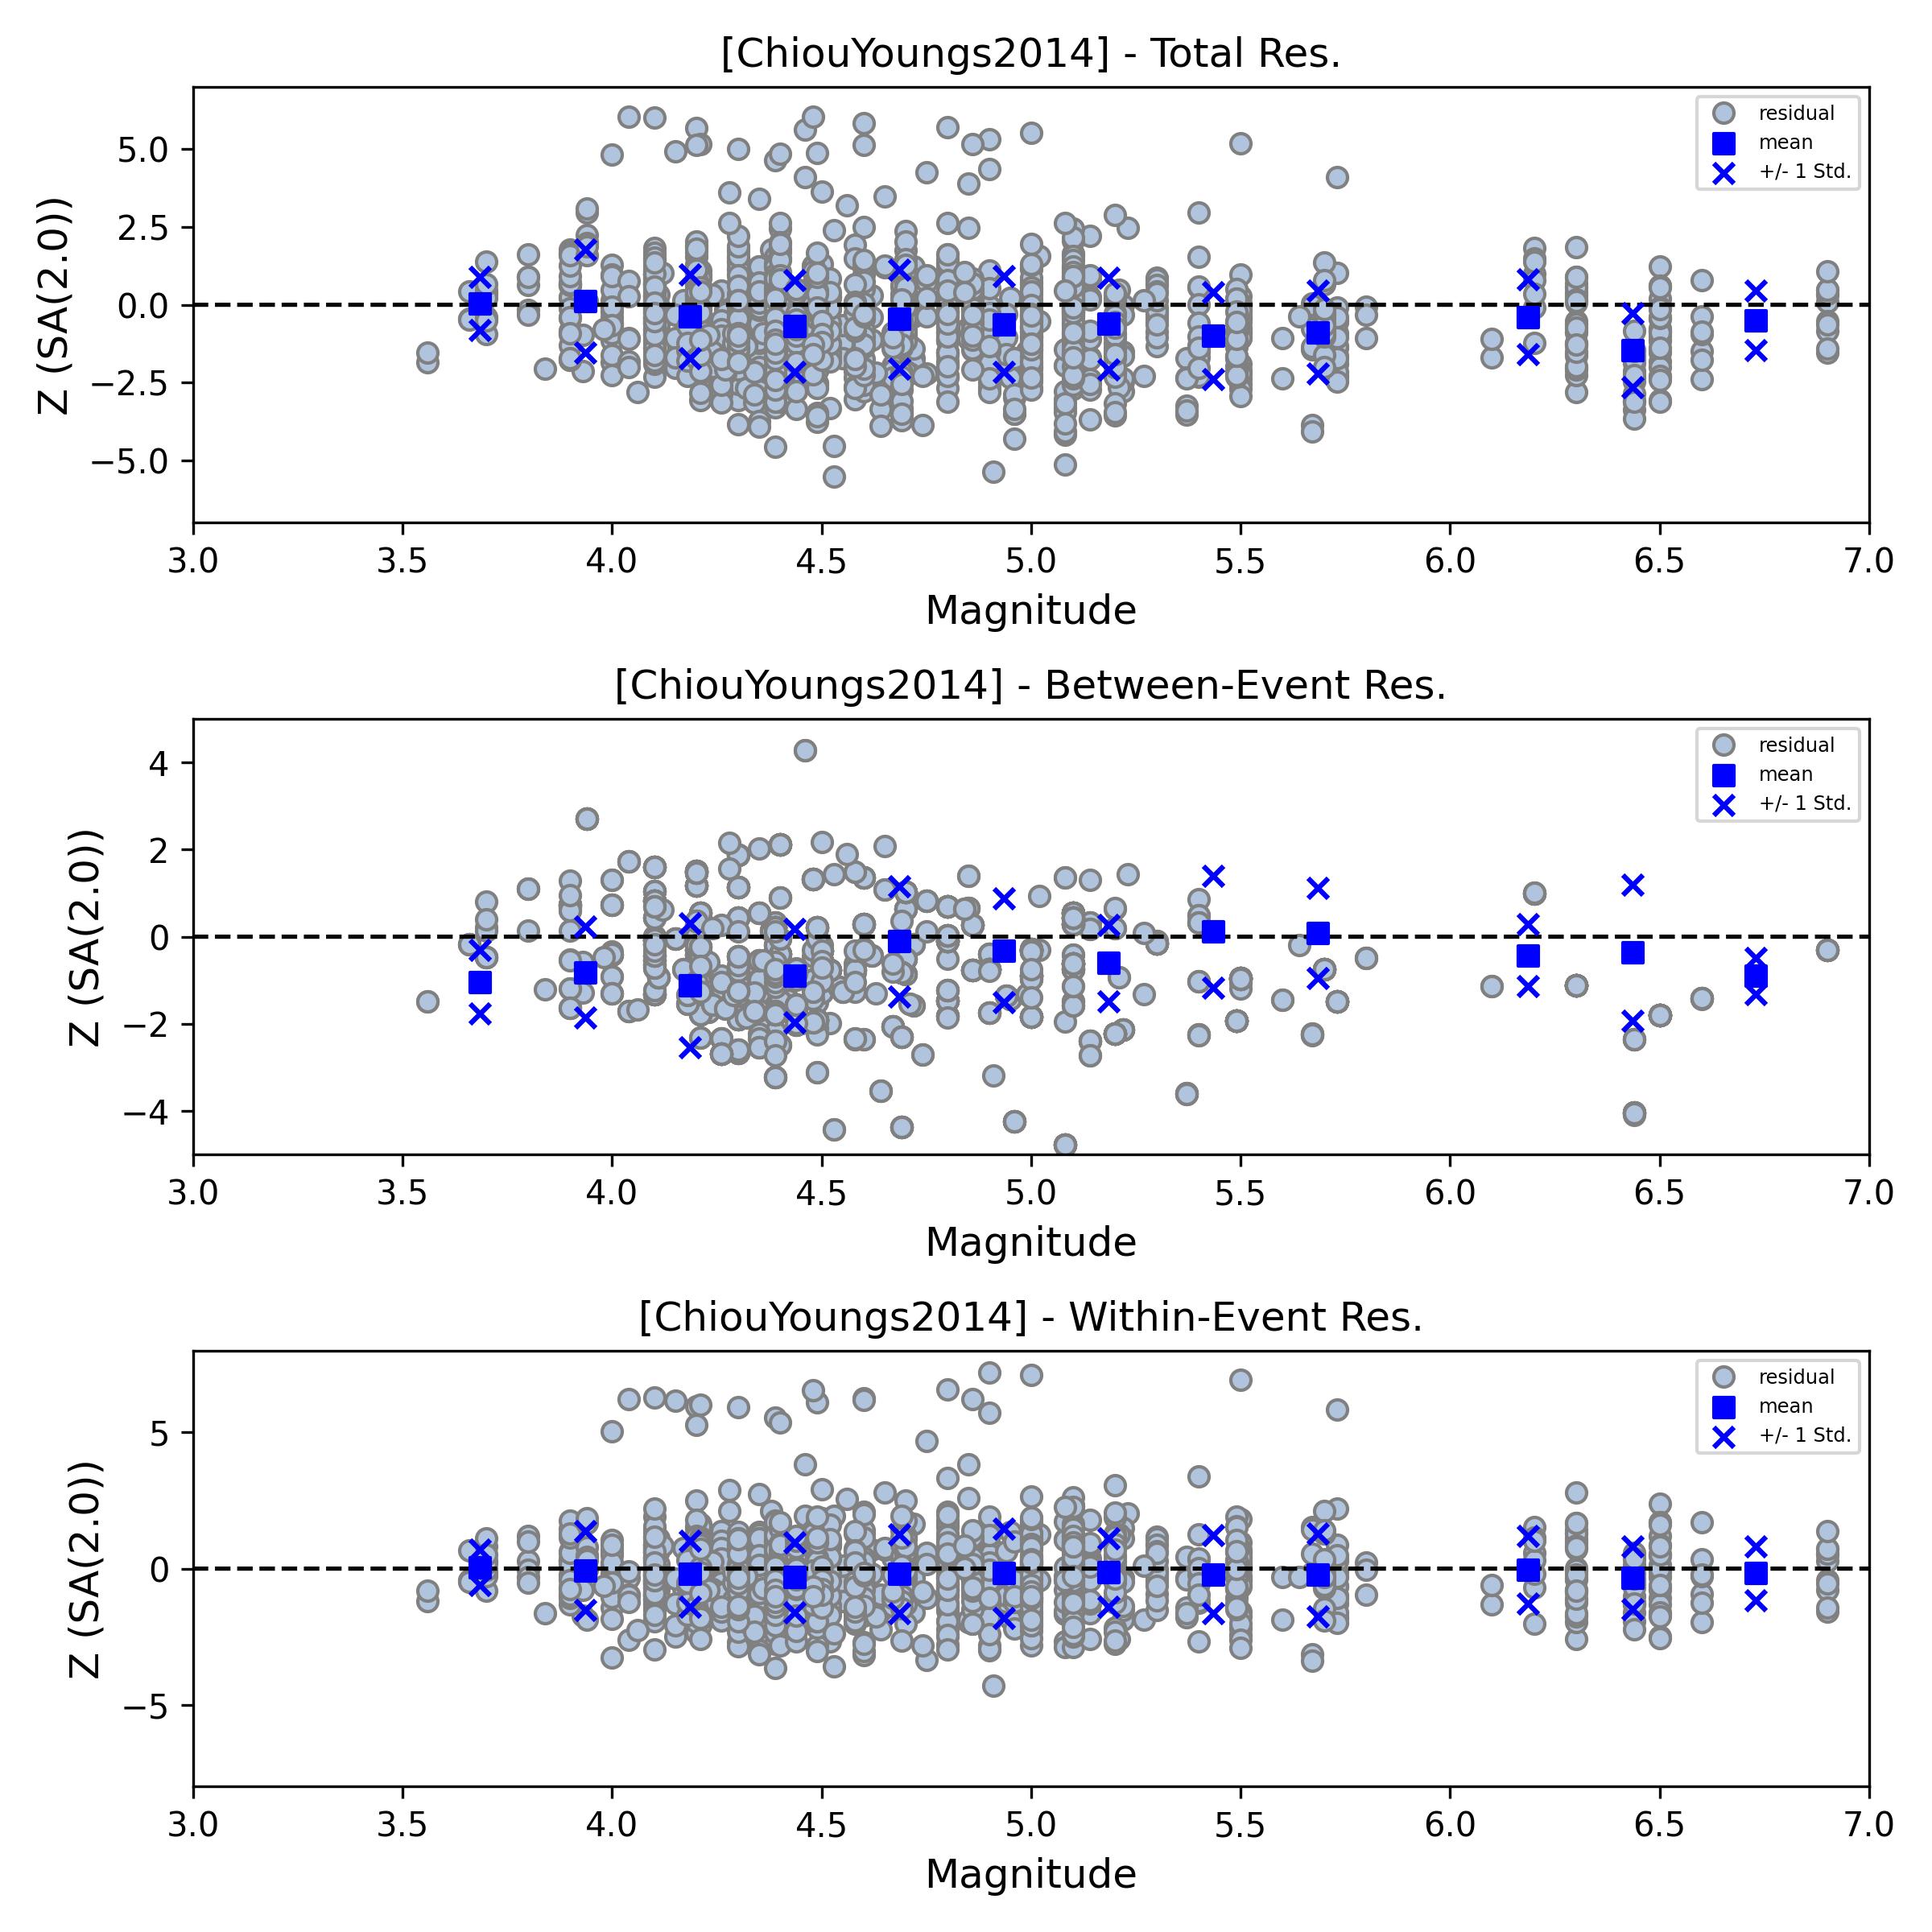 [ChiouYoungs2014] - Total Res.
residual
mean
+/- 1 Std.
Z (SA(2.0))
5.0
2.5
0.0
−2.5
−5.0
3.0 3.5 4.0 4.5 5.0 5.5 6.0 6.5 7.0
Magnitude
[ChiouYoungs2014] - Between-Event Res.
residual
mean
+/- 1 Std.
Z (SA(2.0))
4
2
0
−2
−4
3.0 3.5 4.0 4.5 5.0 5.5 6.0 6.5 7.0
Magnitude
[ChiouYoungs2014] - Within-Event Res.
residual
mean
+/- 1 Std.
Z (SA(2.0))
5
0
−5
3.0 3.5 4.0 4.5 5.0 5.5 6.0 6.5 7.0
Magnitude